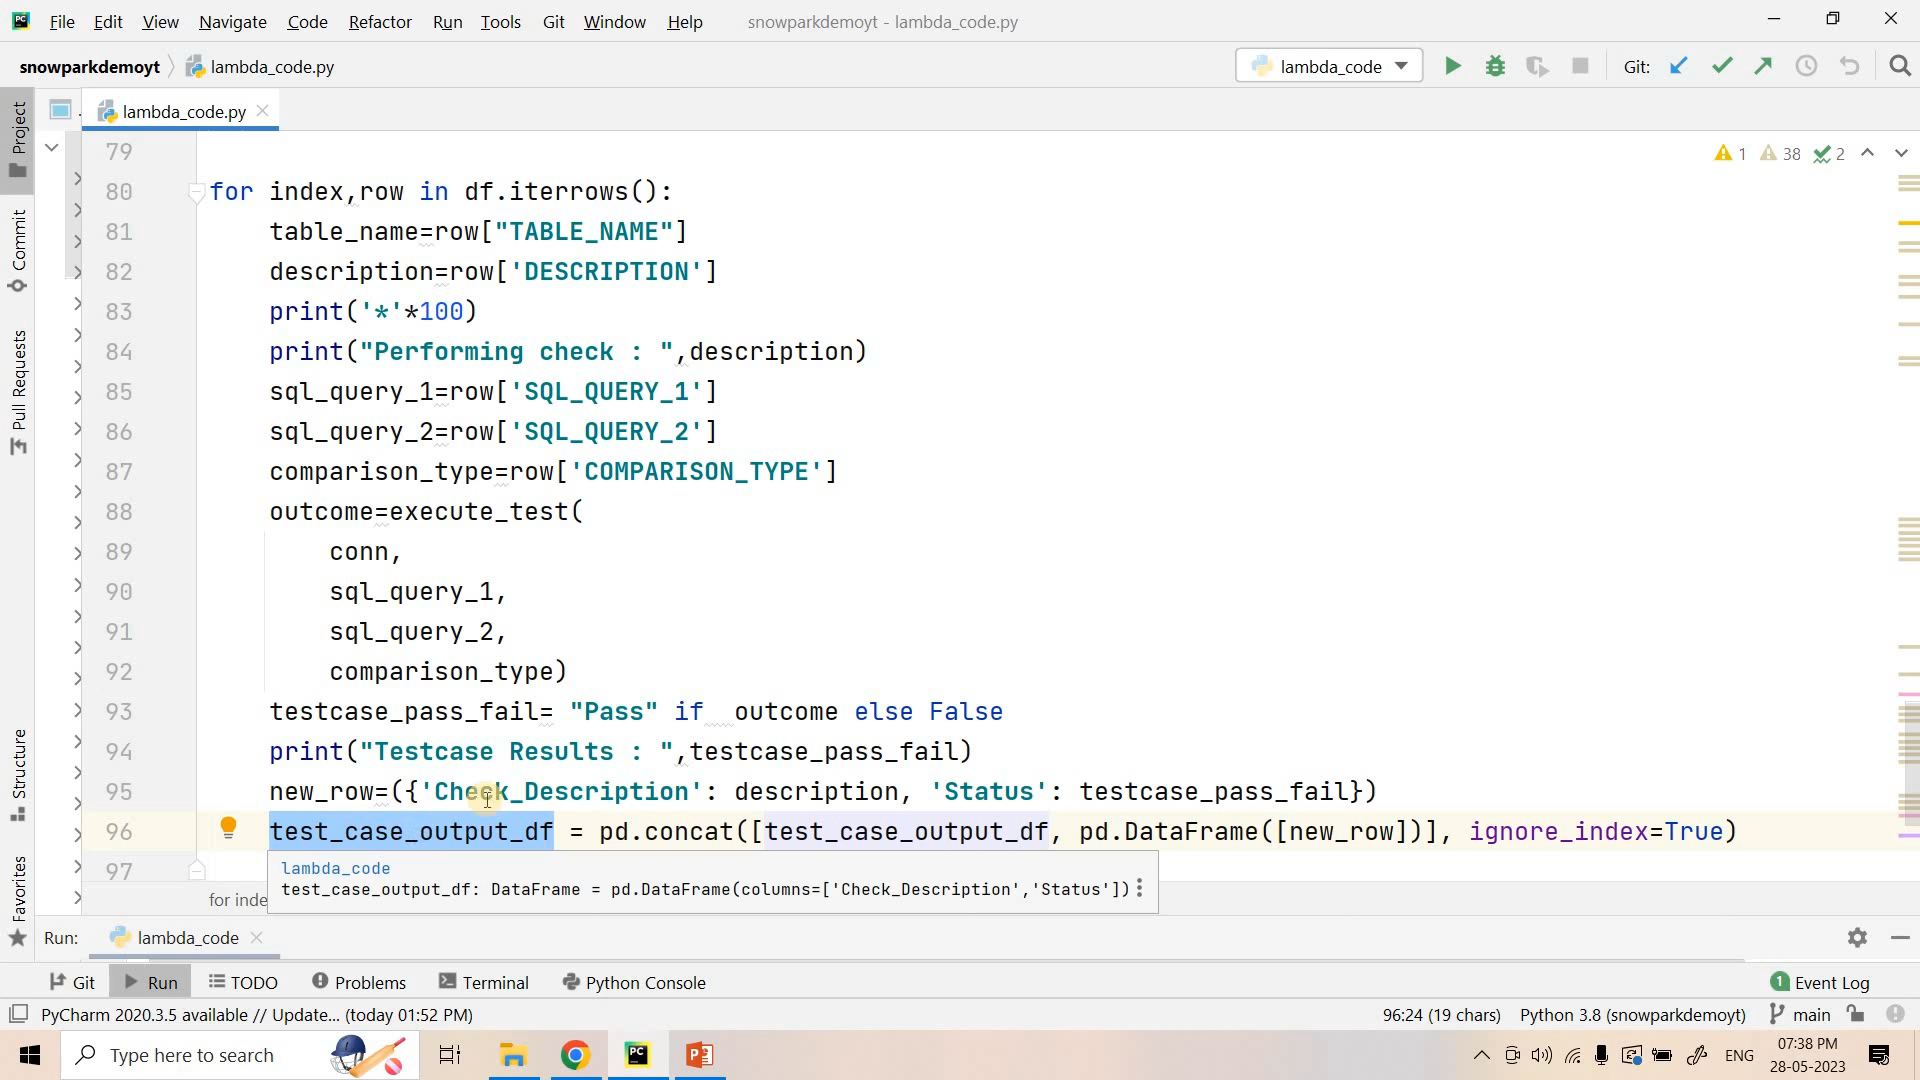 File Edit View Navigate Code Refactor Run Tools Git Window Help snowparkdemoyt - lambda_code.py
snowparkdemoyt lambda_code.py lambda_code Git:
lambda_code.py
Project
Commit
Pull Requests
Structure
Favorites
1 38 2
79
80 for index,row in df.iterrows():
81 table_name=row["TABLE_NAME"]
82 description=row['DESCRIPTION']
83 print('*'*100)
84 print("Performing check : ",description)
85 sql_query_1=row['SQL_QUERY_1']
86 sql_query_2=row['SQL_QUERY_2']
87 comparison_type=row['COMPARISON_TYPE']
88 outcome=execute_test(
89 conn,
90 sql_query_1,
91 sql_query_2,
92 comparison_type)
93 testcase_pass_fail= "Pass" if  outcome else False
94 print("Testcase Results : ",testcase_pass_fail)
95 new_row=({'Check_Description': description, 'Status': testcase_pass_fail})
96 test_case_output_df = pd.concat([test_case_output_df, pd.DataFrame([new_row])], ignore_index=True)
97
lambda_code
test_case_output_df: DataFrame = pd.DataFrame(columns=['Check_Description','Status'])
for inde
Run: lambda_code
Git Run TODO Problems Terminal Python Console 1 Event Log
PyCharm 2020.3.5 available // Update... (today 01:52 PM) 96:24 (19 chars) Python 3.8 (snowparkdemoyt) main
Type here to search ENG 07:38 PM
28-05-2023